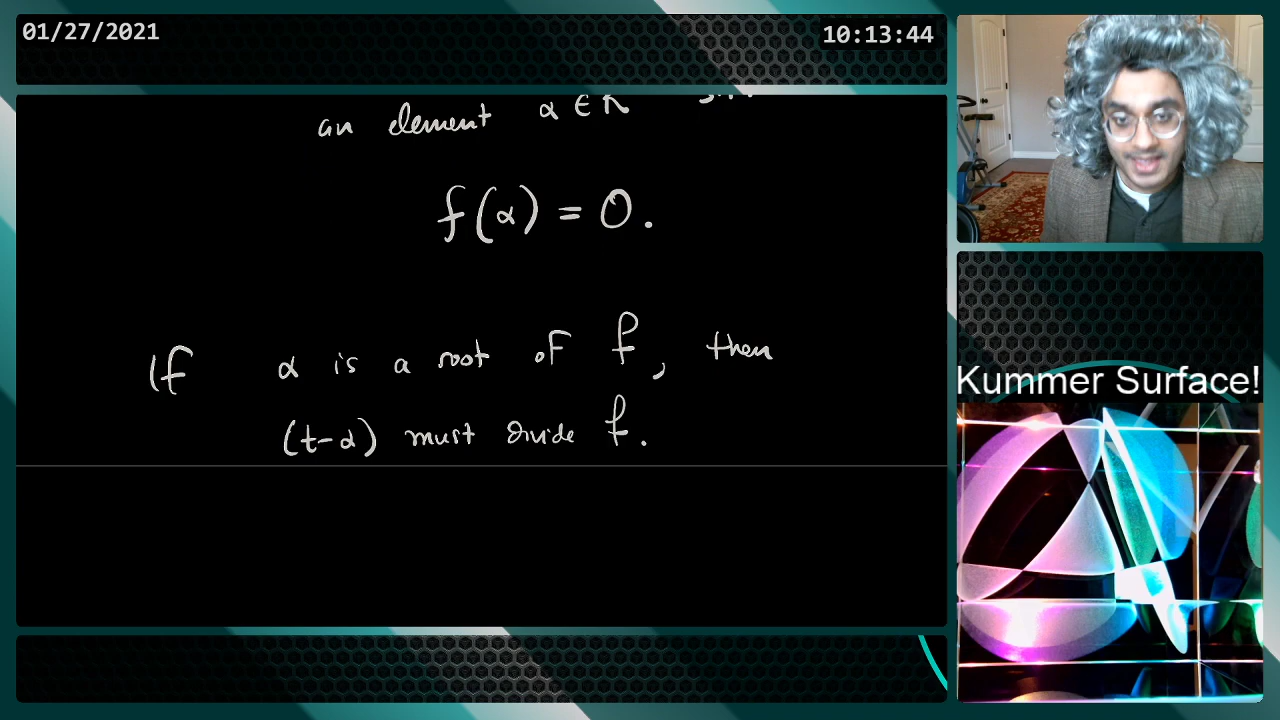 01/27/2021
10:13:44
an element α ∈
f(α) = 0.
If α is a root of f, then
(t-α) must divide f.
Kummer Surface!